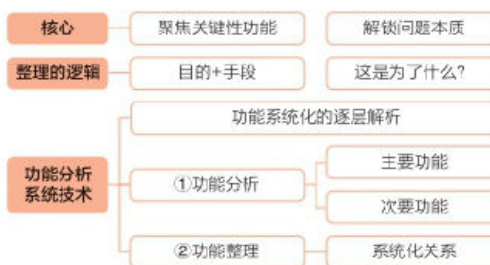 核心
聚焦关键性功能
解锁问题本质
整理的逻辑
目的+手段
这是为了什么?
功能系统化的逐层解析
功能分析
系统技术
①功能分析
主要功能
次要功能
②功能整理
系统化关系